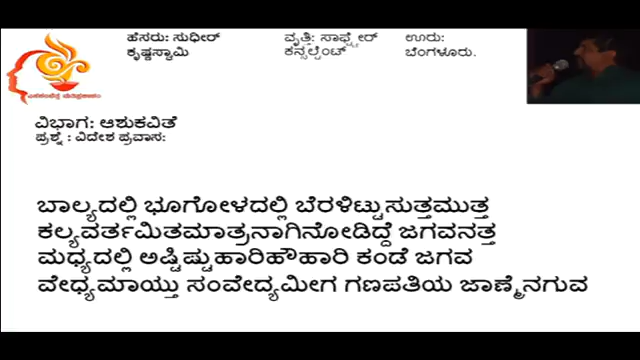 ಹೆಸರು: ಸುಧೀರ್ ಕೃಷ್ಣಸ್ವಾಮಿ
ವೃತ್ತಿ: ಸಾಫ್ಟ್ವೇರ್ ಕನ್ಸಲ್ಟೆಂಟ್
ಊರು: ಬೆಂಗಳೂರು.
ವಿಭಾಗ: ಆಶುಕವಿತೆ
ಪ್ರಶ್ನೆ : ವಿದೇಶ ಪ್ರವಾಸ:
ಬಾಲ್ಯದಲ್ಲಿ ಭೂಗೋಳದಲ್ಲಿ ಬೆರಳಿಟ್ಟುಸುತ್ತಮುತ್ತ
ಕಲ್ಯವರ್ತಮಿತಮಾತ್ರನಾಗಿನೋಡಿದ್ದೆ ಜಗವನತ್ತ
ಮಧ್ಯದಲ್ಲಿ ಅಷ್ಟಿಷ್ಟುಹಾರಿಹೌಹಾರಿ ಕಂಡೆ ಜಗವ
ವೇಧ್ಯಮಾಯ್ತು ಸಂವೇದ್ಯಮೀಗ ಗಣಪತಿಯ ಜಾಣ್ಮೆನಗುವ